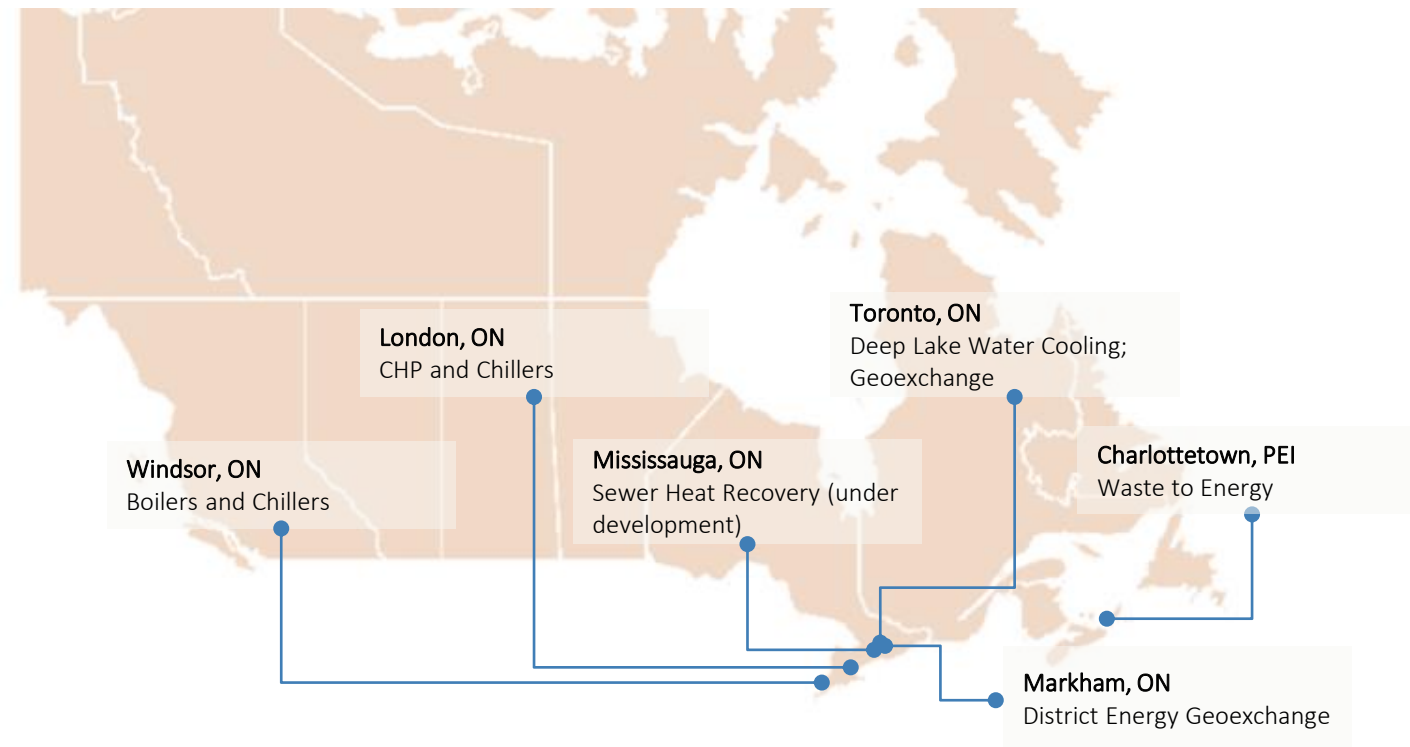 Toronto, ON
Deep Lake Water Cooling;
Geoexchange
London, ON
CHP and Chillers
Windsor, ON
Boilers and Chillers
Mississauga, ON
Sewer Heat Recovery (under
development)
Charlottetown, PEI
Waste to Energy
Markham, ON
District Energy Geoexchange